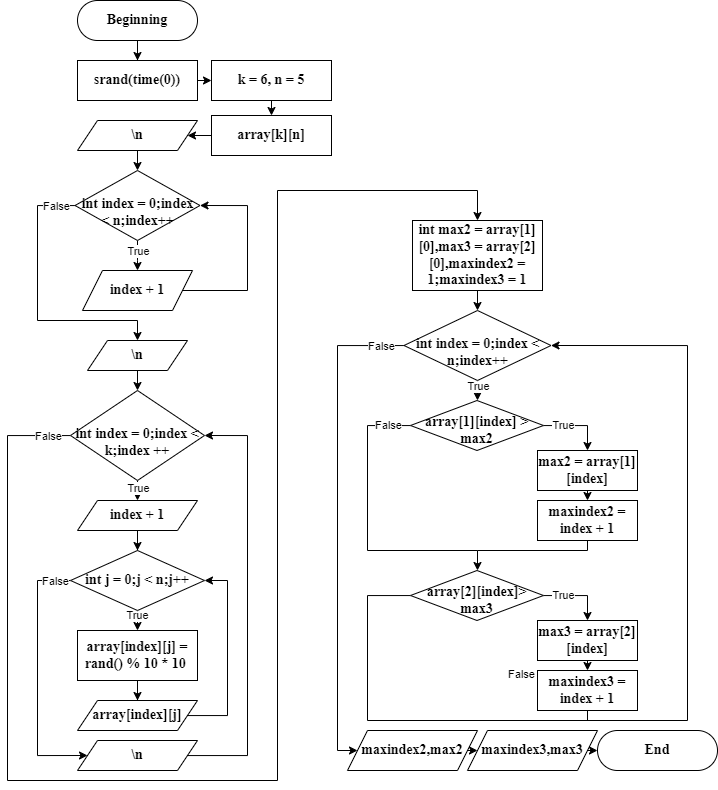 Beginning
srand(time(0))
k = 6, n = 5
array[k][n]
\n
int index = 0;index
< n;index++
False
True
index + 1
\n
int index = 0;index <
k;index ++
False
True
index + 1
int j = 0;j < n;j++
False
True
array[index][j] =
rand() % 10 * 10
array[index][j]
\n
int max2 = array[1]
[0],max3 = array[2]
[0],maxindex2 =
1;maxindex3 = 1
int index = 0;index <
n;index++
False
True
array[1][index] >
max2
False
True
max2 = array[1]
[index]
maxindex2 =
index + 1
array[2][index]>
max3
True
max3 = array[2]
[index]
False
maxindex3 =
index + 1
maxindex2,max2
maxindex3,max3
End